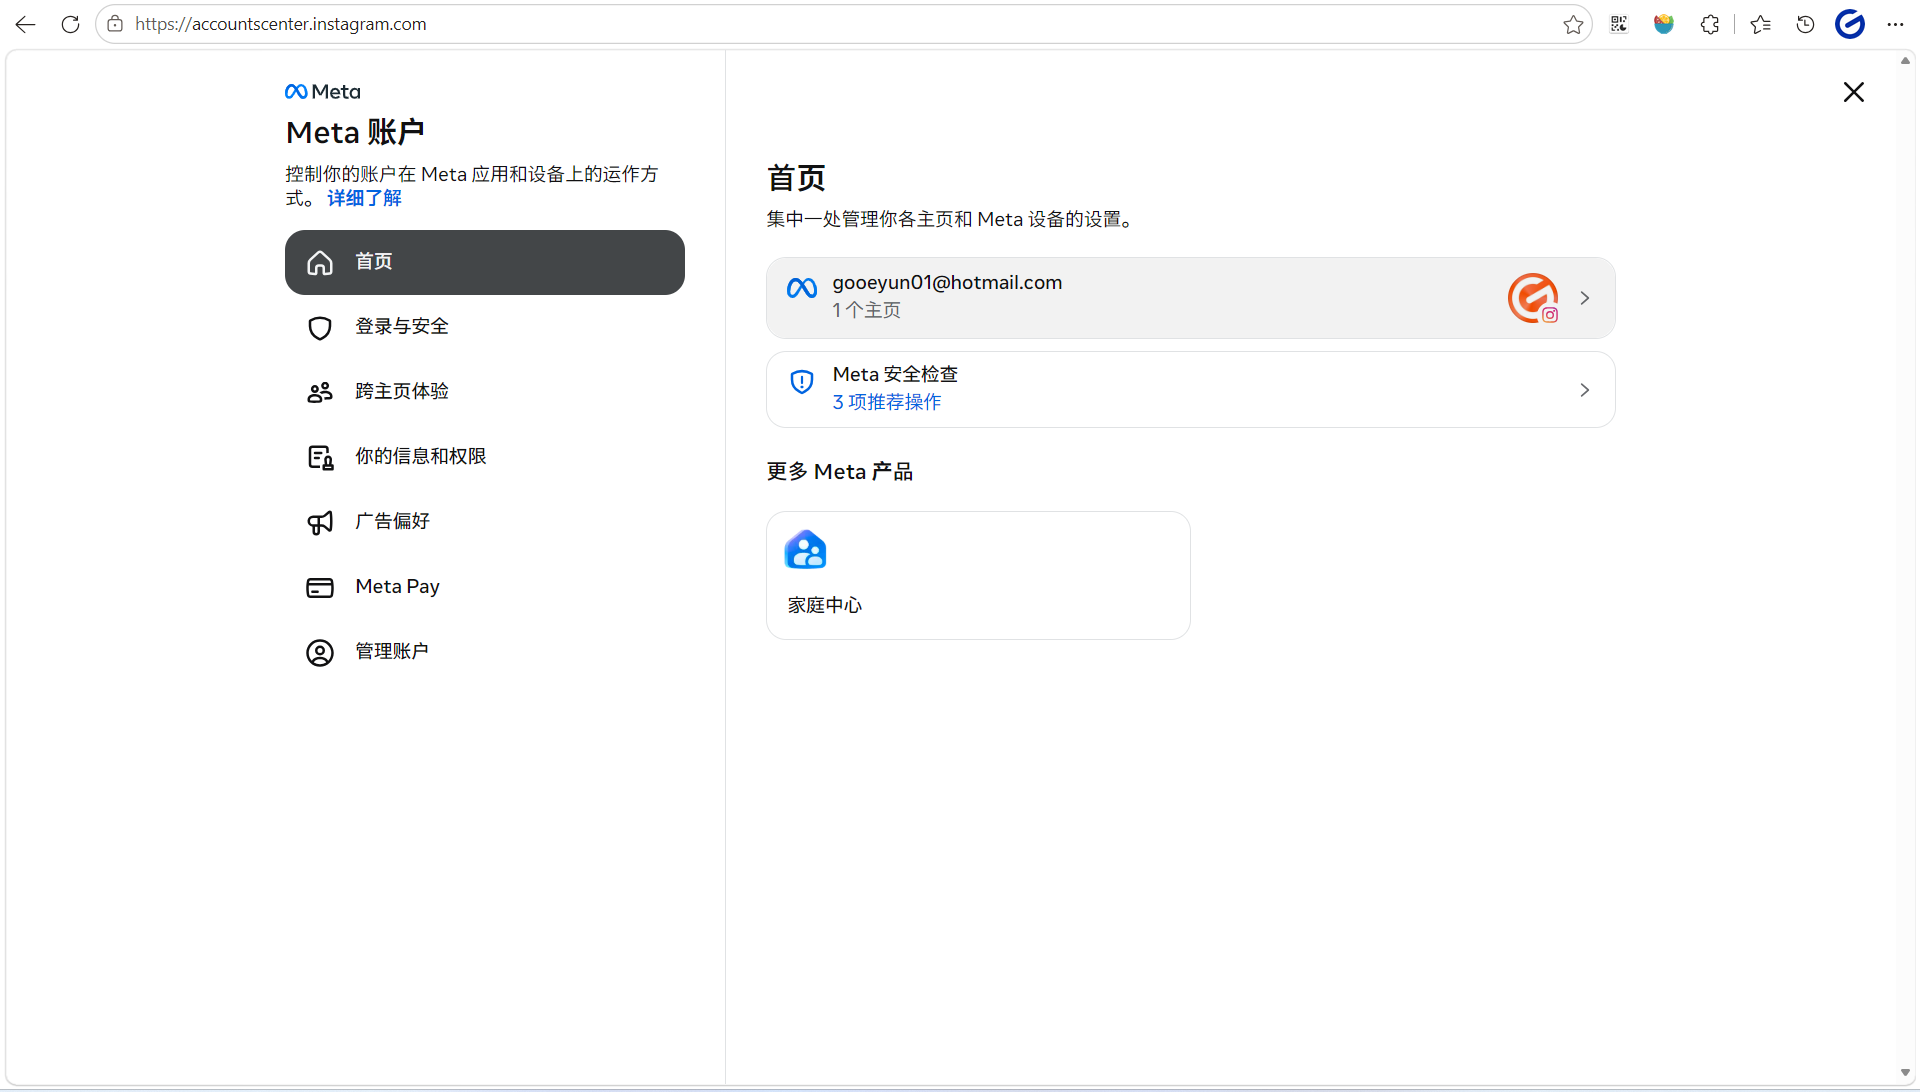 https://accountscenter.instagram.com
Meta
Meta 账户
控制你的账户在 Meta 应用和设备上的运作方
式。 详细了解
首页
登录与安全
跨主页体验
你的信息和权限
广告偏好
Meta Pay
管理账户
首页
集中一处管理你各主页和 Meta 设备的设置。
gooeyun01@hotmail.com
1 个主页
Meta 安全检查
3 项推荐操作
更多 Meta 产品
家庭中心